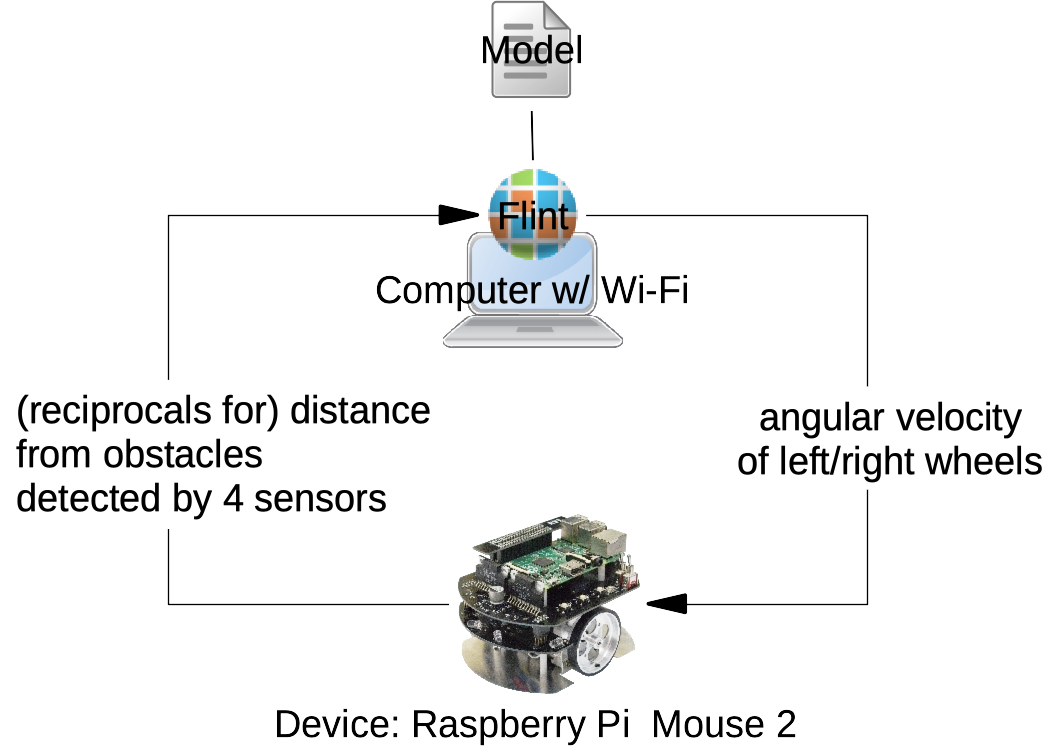 Model
Flint
Computer w/ Wi-Fi
(reciprocals for) distance
from obstacles
detected by 4 sensors
angular velocity
of left/right wheels
Device: Raspberry Pi  Mouse 2